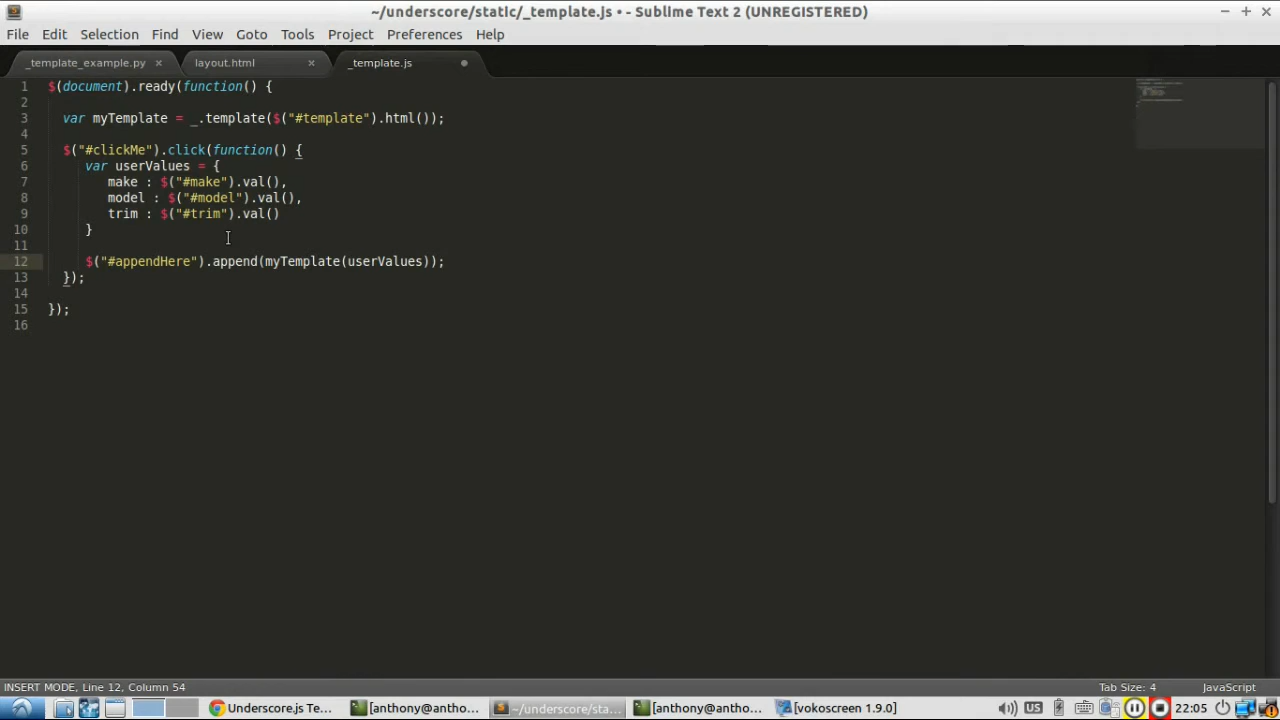 ~/underscore/static/_template.js • - Sublime Text 2 (UNREGISTERED)
File Edit Selection Find View Goto Tools Project Preferences Help
_template_example.py × layout.html × _template.js
1 $(document).ready(function() {
2
3 var myTemplate = _.template($("#template").html());
4
5 $("#clickMe").click(function() {
6 var userValues = {
7 make : $("#make").val(),
8 model : $("#model").val(),
9 trim : $("#trim").val()
10 }
11
12 $("#appendHere").append(myTemplate(userValues));
13 });
14
15 });
16
INSERT MODE, Line 12, Column 54 Tab Size: 4 JavaScript
Underscore.js Te... [anthony@antho... ~/underscore/sta... [anthony@antho... [vokoscreen 1.9.0] US 22:05